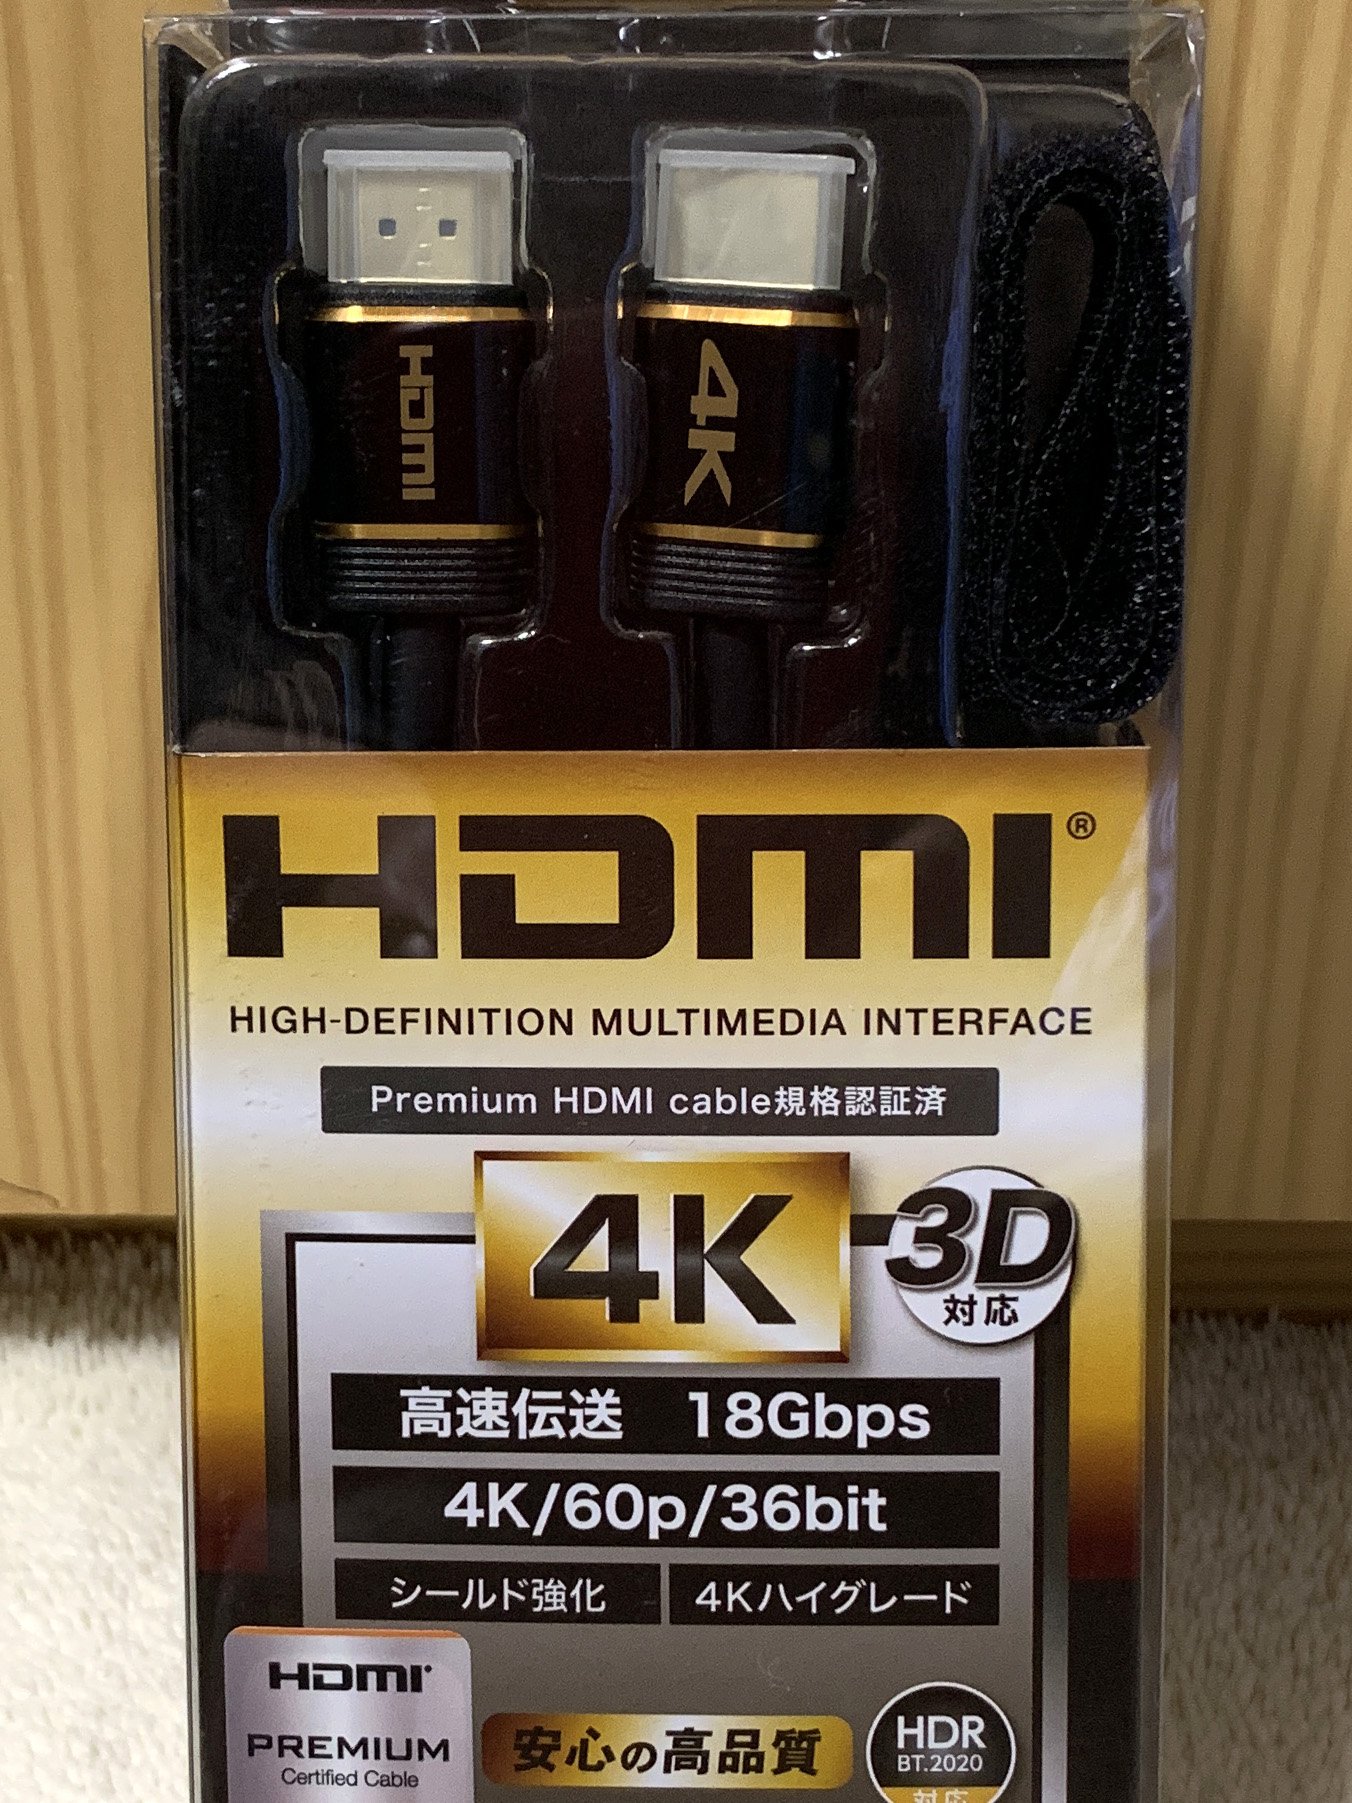 HDMI
4K
HDMI®
HIGH-DEFINITION MULTIMEDIA INTERFACE
Premium HDMI cable規格認証済
4K
3D
対応
高速伝送 18Gbps
4K/60p/36bit
シールド強化
4Kハイグレード
HDMI
PREMIUM
Certified Cable
安心の高品質
HDR
BT.2020
対応